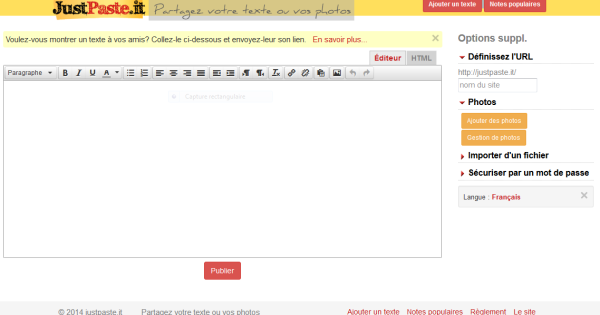 JustPaste.it
Partagez votre texte ou vos photos
Ajouter un texte
Notes populaires
Voulez-vous montrer un texte à vos amis? Collez-le ci-dessous et envoyez-leur son lien. En savoir plus...
Éditeur
HTML
Paragraphe
B I U A
Capture rectangulaire
Publier
Options suppl.
Définissez l'URL
http://justpaste.it/
nom du site
Photos
Ajouter des photos
Gestion de photos
Importer d'un fichier
Sécuriser par un mot de passe
Langue : Français
© 2014 justpaste.it Partagez votre texte ou vos photos Ajouter un texte Notes populaires Règlement Le site